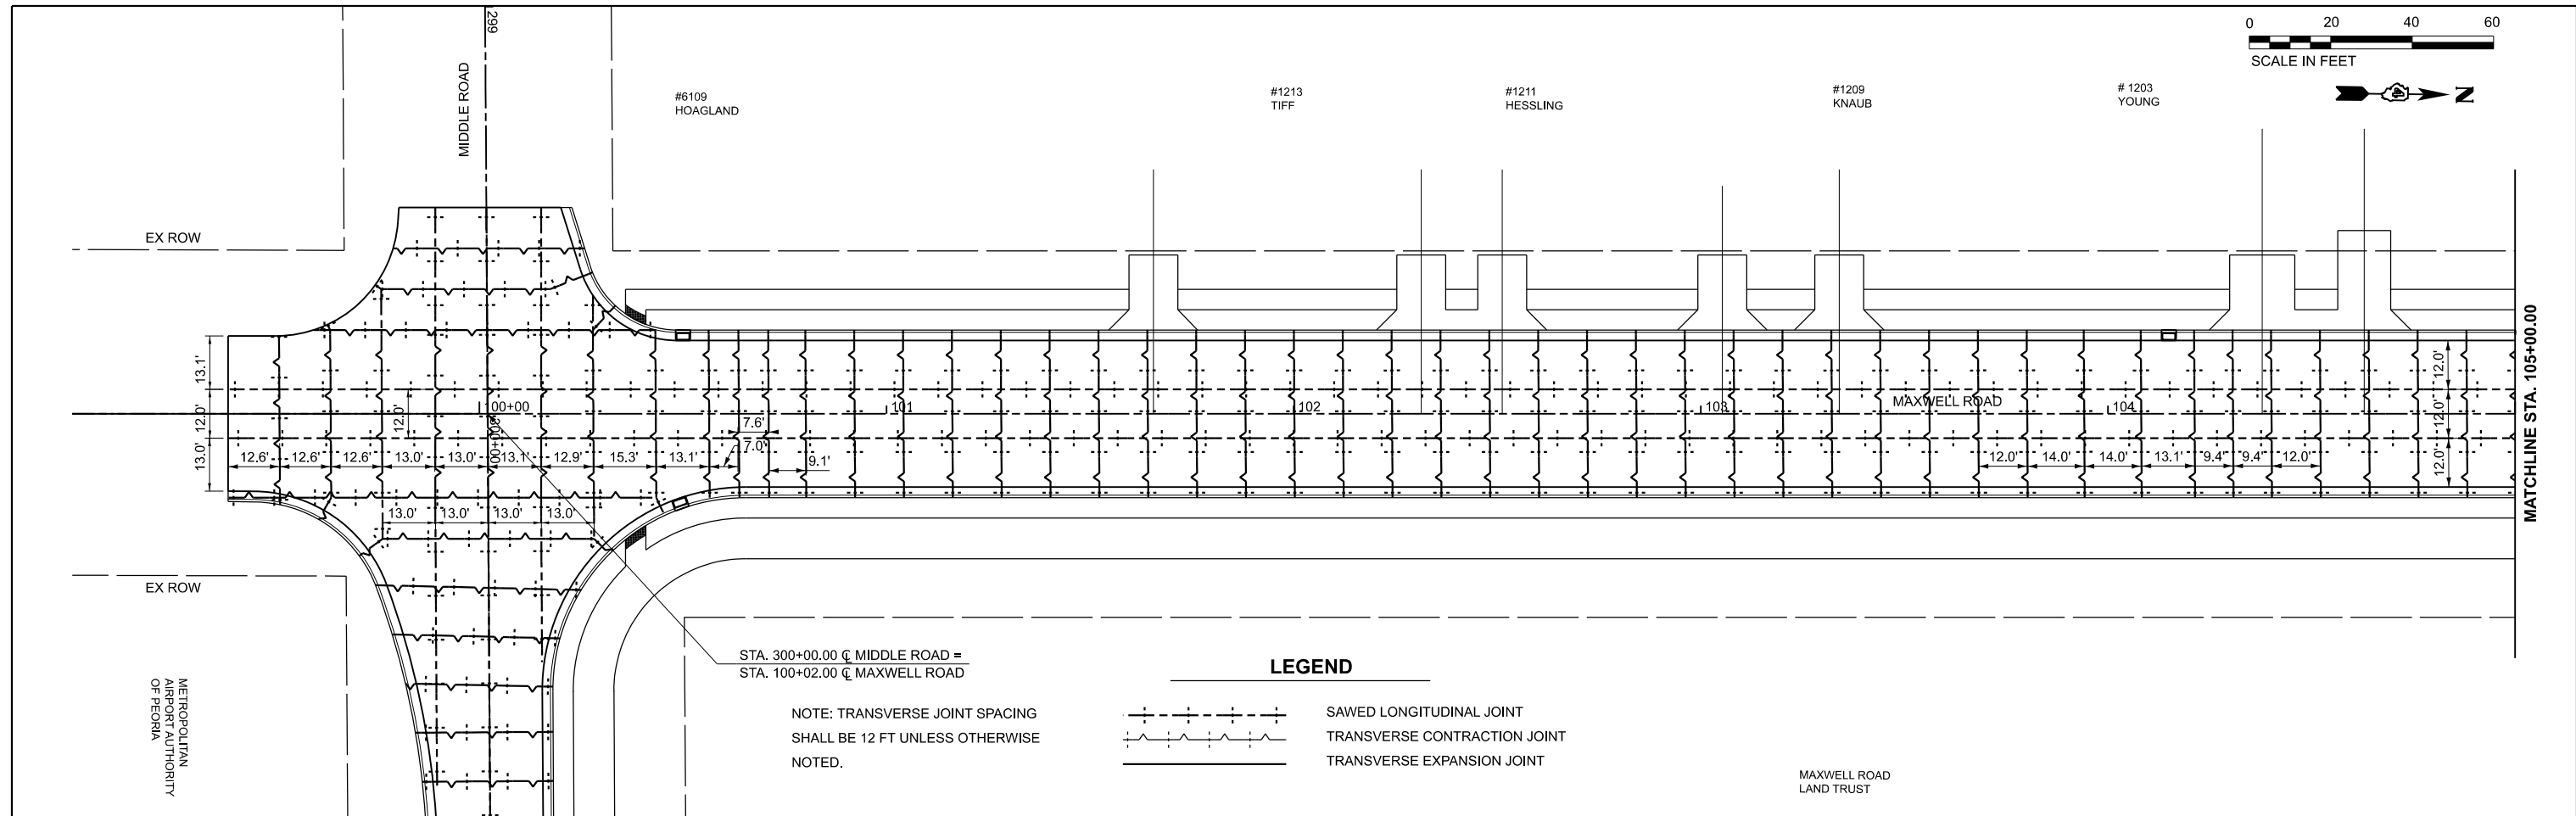 299
MIDDLE ROAD
0 20 40 60
SCALE IN FEET
N
#6109
HOAGLAND
#1213
TIFF
#1211
HESSLING
#1209
KNAUB
# 1203
YOUNG
EX ROW
MATCHLINE STA. 105+00.00
13.1'
12.0'
13.0'
12.0'
100+00
300+00
101
102
103
MAXWELL ROAD
104
12.0'
12.0'
12.0'
7.6'
7.0'
9.1'
12.6' 12.6' 12.6' 13.0' 13.0' 13.1' 12.9' 15.3' 13.1'
12.0' 14.0' 14.0' 13.1' 9.4' 9.4' 12.0'
13.0' 13.0' 13.0' 13.0'
EX ROW
STA. 300+00.00 ℄ MIDDLE ROAD =
STA. 100+02.00 ℄ MAXWELL ROAD
METROPOLITAN
AIRPORT AUTHORITY
OF PEORIA
NOTE: TRANSVERSE JOINT SPACING
SHALL BE 12 FT UNLESS OTHERWISE
NOTED.
LEGEND
SAWED LONGITUDINAL JOINT
TRANSVERSE CONTRACTION JOINT
TRANSVERSE EXPANSION JOINT
MAXWELL ROAD
LAND TRUST